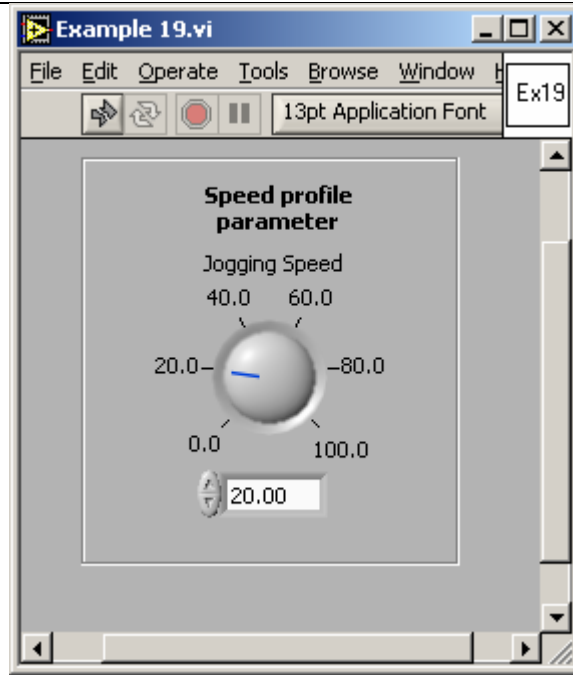 Example 19.vi
File Edit Operate Tools Browse Window
Ex19
13pt Application Font
Speed profile
parameter
Jogging Speed
40.0 60.0
20.0 80.0
0.0 100.0
20.00